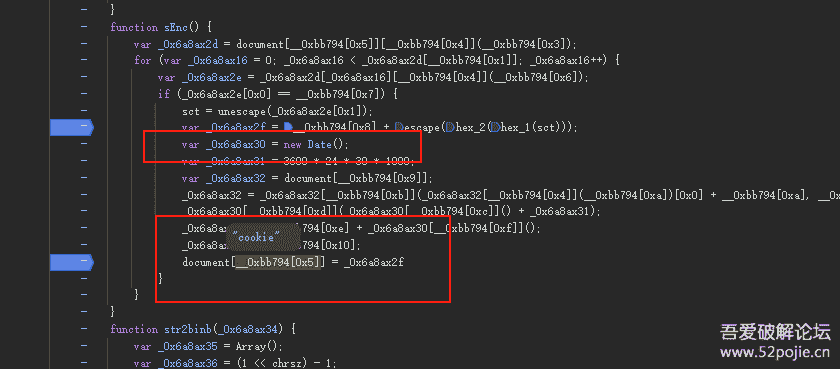 }
function sEnc() {
var _0x6a8ax2d = document[__0xbb794[0x5]][__0xbb794[0x4]](__0xbb794[0x3]);
for (var _0x6a8ax16 = 0; _0x6a8ax16 < _0x6a8ax2d[__0xbb794[0x1]]; _0x6a8ax16++) {
var _0x6a8ax2e = _0x6a8ax2d[_0x6a8ax16][__0xbb794[0x4]](__0xbb794[0x6]);
if (_0x6a8ax2e[0x0] == __0xbb794[0x7]) {
sct = unescape(_0x6a8ax2e[0x1]);
var _0x6a8ax2f = __0xbb794[0x8] + escape(hex_2(hex_1(sct)));
var _0x6a8ax30 = new Date();
var _0x6a8ax31 = 3600 * 24 * 30 * 1000;
var _0x6a8ax32 = document[__0xbb794[0x9]];
_0x6a8ax32 = _0x6a8ax32[__0xbb794[0xb]](_0x6a8ax32[__0xbb794[0x4]](__0xbb794[0xa])[0x0] + __0xbb794[0xa], __0x
_0x6a8ax30[__0xbb794[0xd]](_0x6a8ax30[__0xbb794[0xc]]() + _0x6a8ax31);
_0x6a8a 794[0xe] + _0x6a8ax30[__0xbb794[0xf]]();
"cookie"
_0x6a8a 794[0x10];
document[__0xbb794[0x5]] = _0x6a8ax2f
}
}
}
function str2binb(_0x6a8ax34) {
var _0x6a8ax35 = Array();
var _0x6a8ax36 = (1 << chrsz) - 1;
吾爱破解论坛
www.52pojie.cn